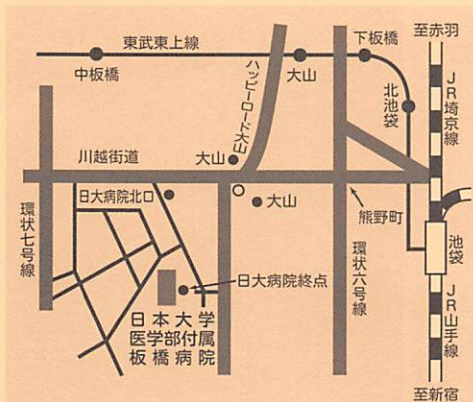 至赤羽
東武東上線
下板橋
中板橋
大山
ハッピーロード大山
北池袋
JR埼京線
川越街道
大山
日大病院北口
大山
熊野町
池袋
環状七号線
環状六号線
日大病院終点
日本大学
医学部付属
板橋病院
JR山手線
至新宿